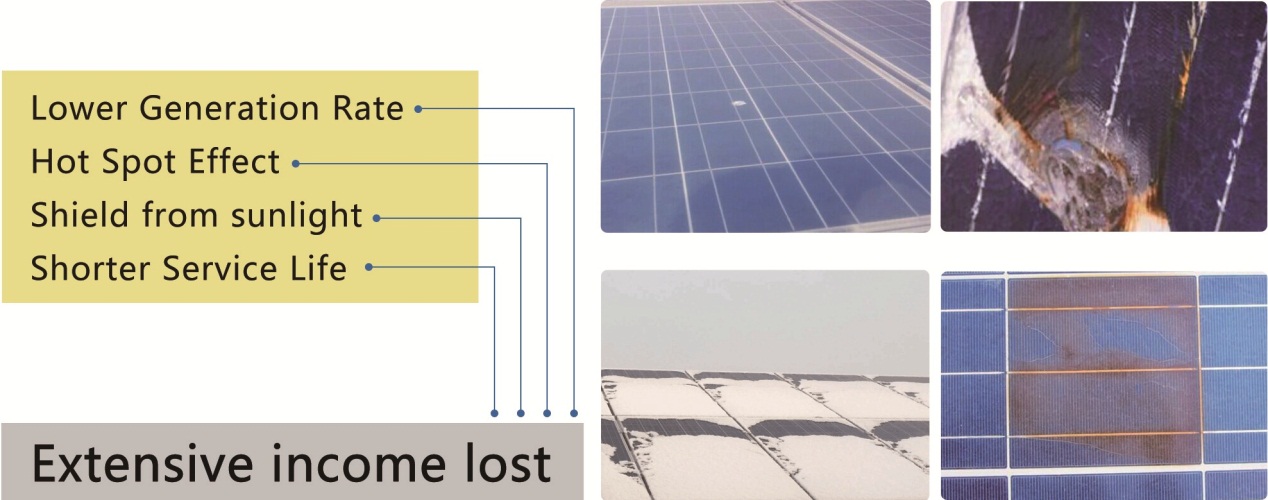 Lower Generation Rate
Hot Spot Effect
Shield from sunlight
Shorter Service Life
Extensive income lost